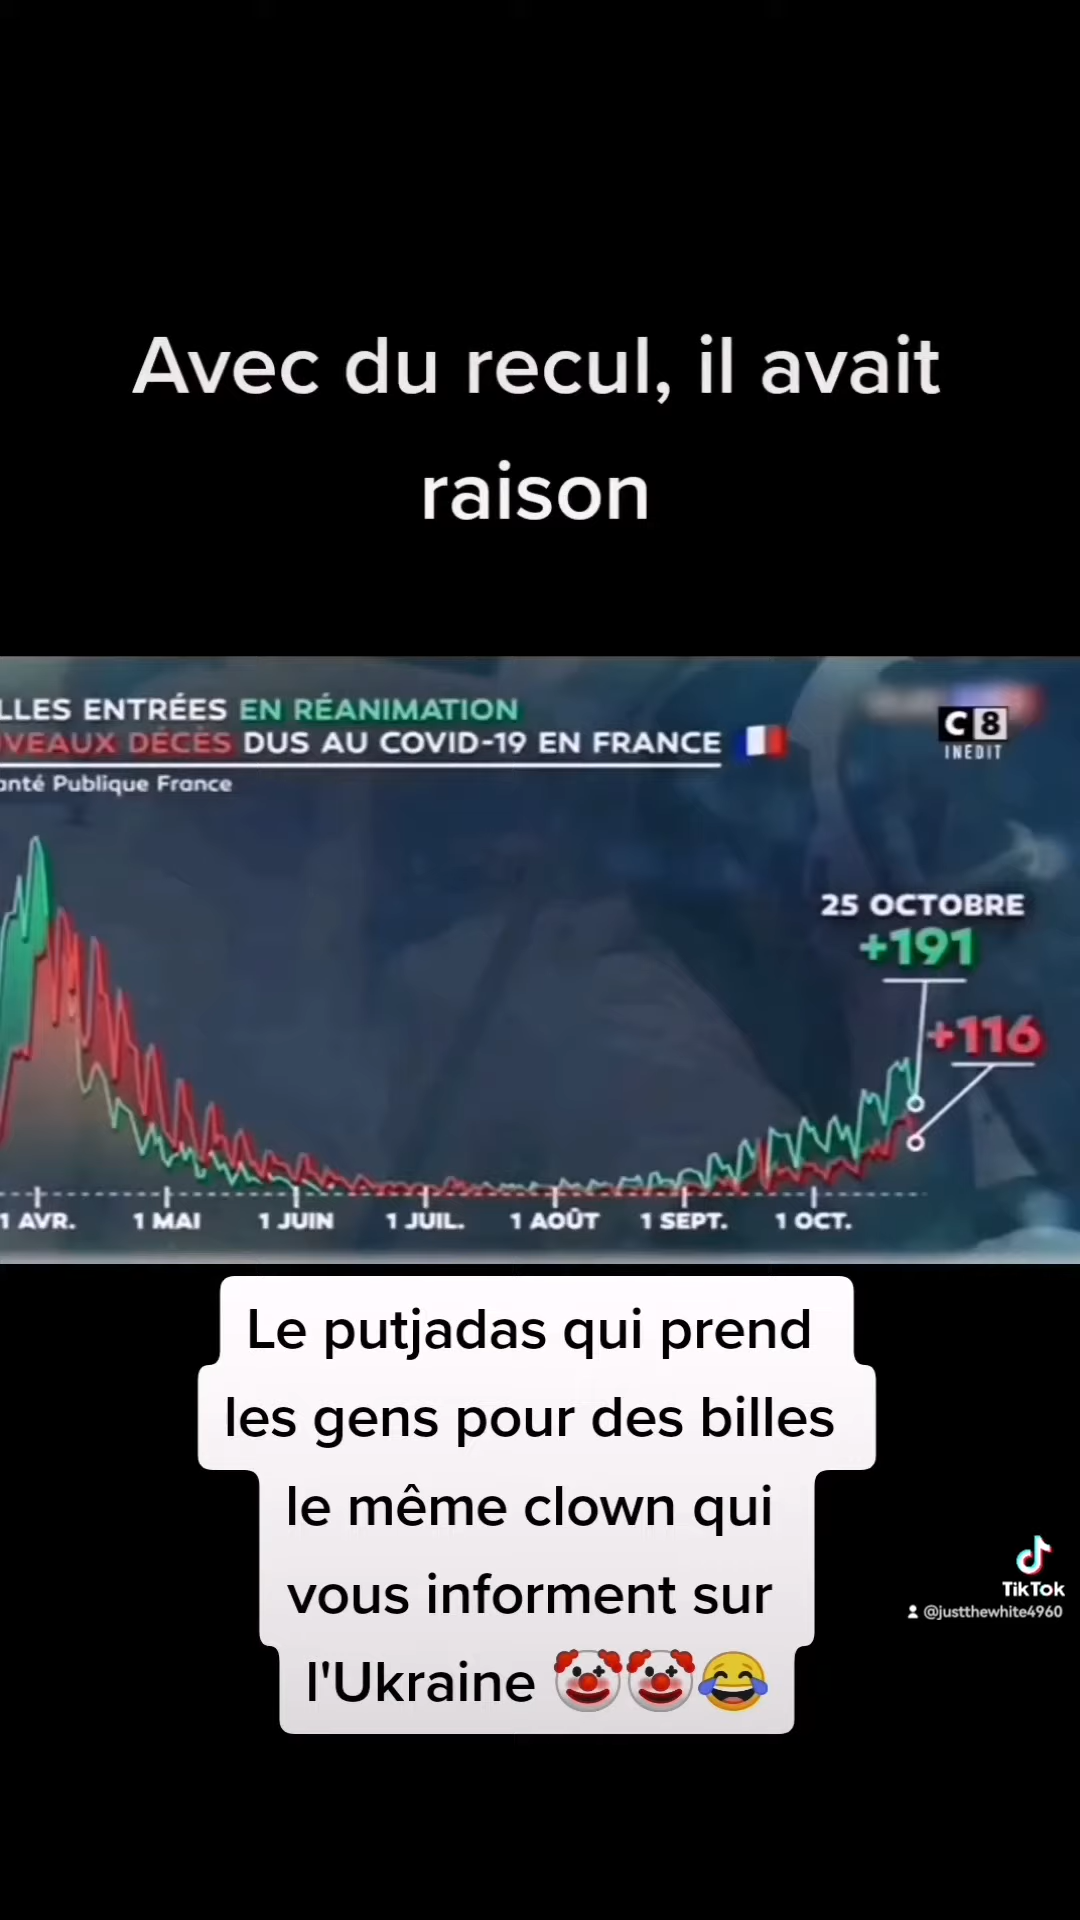 Avec du recul, il avait
raison
LLES ENTRÉES EN RÉANIMATION
VEAUX DÉCÈS DUS AU COVID-19 EN FRANCE
anté Publique France
C8
INÉDIT
25 OCTOBRE
+191
+116
1 AVR. 1 MAI 1 JUIN 1 JUIL. 1 AOÛT 1 SEPT. 1 OCT.
Le putjadas qui prend
les gens pour des billes
le même clown qui
vous informent sur
l'Ukraine 🤡🤡😂
TikTok
@justthewhite4960